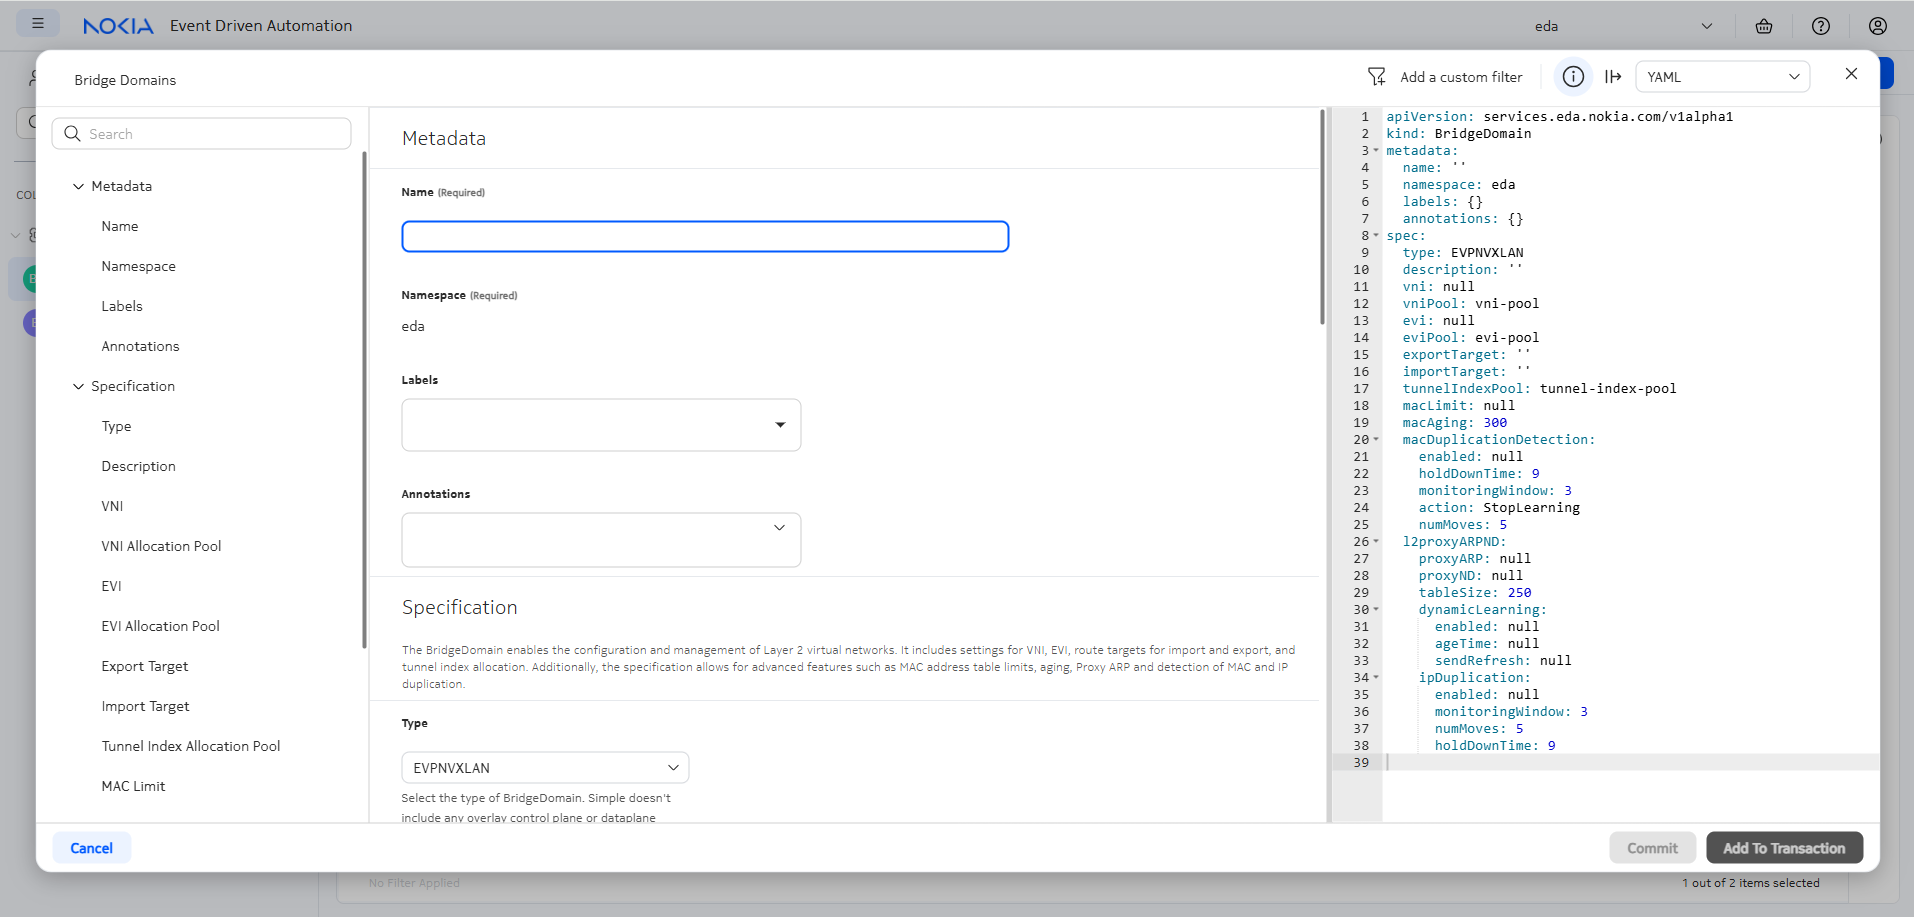 NOKIA Event Driven Automation
eda
Bridge Domains
Add a custom filter
YAML
Search
Metadata
Name
Namespace
Labels
Annotations
Specification
Type
Description
VNI
VNI Allocation Pool
EVI
EVI Allocation Pool
Export Target
Import Target
Tunnel Index Allocation Pool
MAC Limit
Metadata
Name (Required)
Namespace (Required)
eda
Labels
Annotations
Specification
The BridgeDomain enables the configuration and management of Layer 2 virtual networks. It includes settings for VNI, EVI, route targets for import and export, and
tunnel index allocation. Additionally, the specification allows for advanced features such as MAC address table limits, aging, Proxy ARP and detection of MAC and IP
duplication.
Type
EVPNVXLAN
Select the type of BridgeDomain. Simple doesn't
include any overlay control plane or dataplane
1 apiVersion: services.eda.nokia.com/v1alpha1
2 kind: BridgeDomain
3 metadata:
4 name: ''
5 namespace: eda
6 labels: {}
7 annotations: {}
8 spec:
9 type: EVPNVXLAN
10 description: ''
11 vni: null
12 vniPool: vni-pool
13 evi: null
14 eviPool: evi-pool
15 exportTarget: ''
16 importTarget: ''
17 tunnelIndexPool: tunnel-index-pool
18 macLimit: null
19 macAging: 300
20 macDuplicationDetection:
21 enabled: null
22 holdDownTime: 9
23 monitoringWindow: 3
24 action: StopLearning
25 numMoves: 5
26 l2proxyARPND:
27 proxyARP: null
28 proxyND: null
29 tableSize: 250
30 dynamicLearning:
31 enabled: null
32 ageTime: null
33 sendRefresh: null
34 ipDuplication:
35 enabled: null
36 monitoringWindow: 3
37 numMoves: 5
38 holdDownTime: 9
39
Cancel
Commit
Add To Transaction
No Filter Applied
1 out of 2 items selected